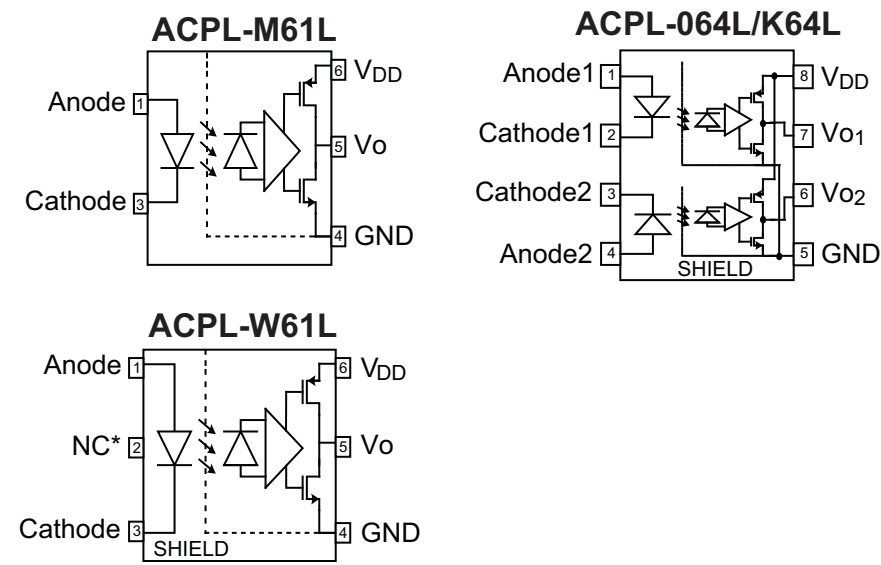 ACPL-M61L
Anode 1
Cathode 3
6 VDD
5 Vo
4 GND
ACPL-064L/K64L
Anode1 1
Cathode1 2
Cathode2 3
Anode2 4
8 VDD
7 Vo1
6 Vo2
5 GND
SHIELD
ACPL-W61L
Anode 1
NC* 2
Cathode 3
6 VDD
5 Vo
4 GND
SHIELD